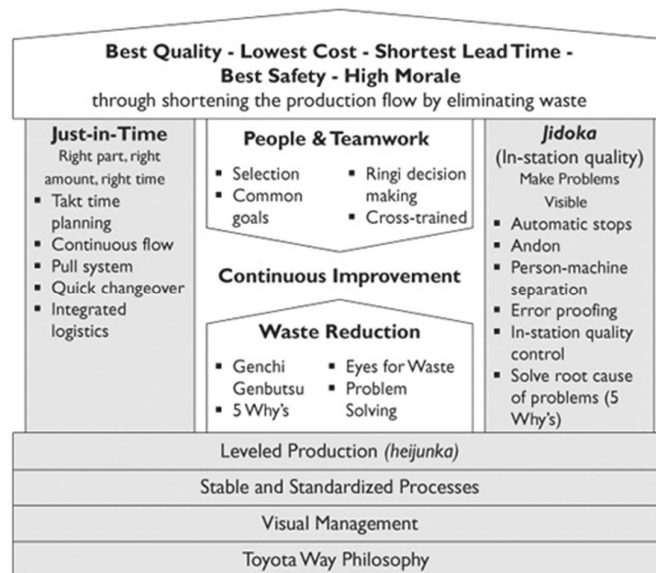 Best Quality - Lowest Cost - Shortest Lead Time -
Best Safety - High Morale
through shortening the production flow by eliminating waste
Just-in-Time
Right part, right
amount, right time
▪ Takt time
planning
▪ Continuous flow
▪ Pull system
▪ Quick changeover
▪ Integrated
logistics
People & Teamwork
▪ Selection
▪ Common
goals
▪ Ringi decision
making
▪ Cross-trained
Continuous Improvement
Waste Reduction
▪ Genchi
Genbutsu
▪ 5 Why's
▪ Eyes for Waste
▪ Problem
Solving
Jidoka
(In-station quality)
Make Problems
Visible
▪ Automatic stops
▪ Andon
▪ Person-machine
separation
▪ Error proofing
▪ In-station quality
control
▪ Solve root cause
of problems (5
Why's)
Leveled Production (heijunka)
Stable and Standardized Processes
Visual Management
Toyota Way Philosophy